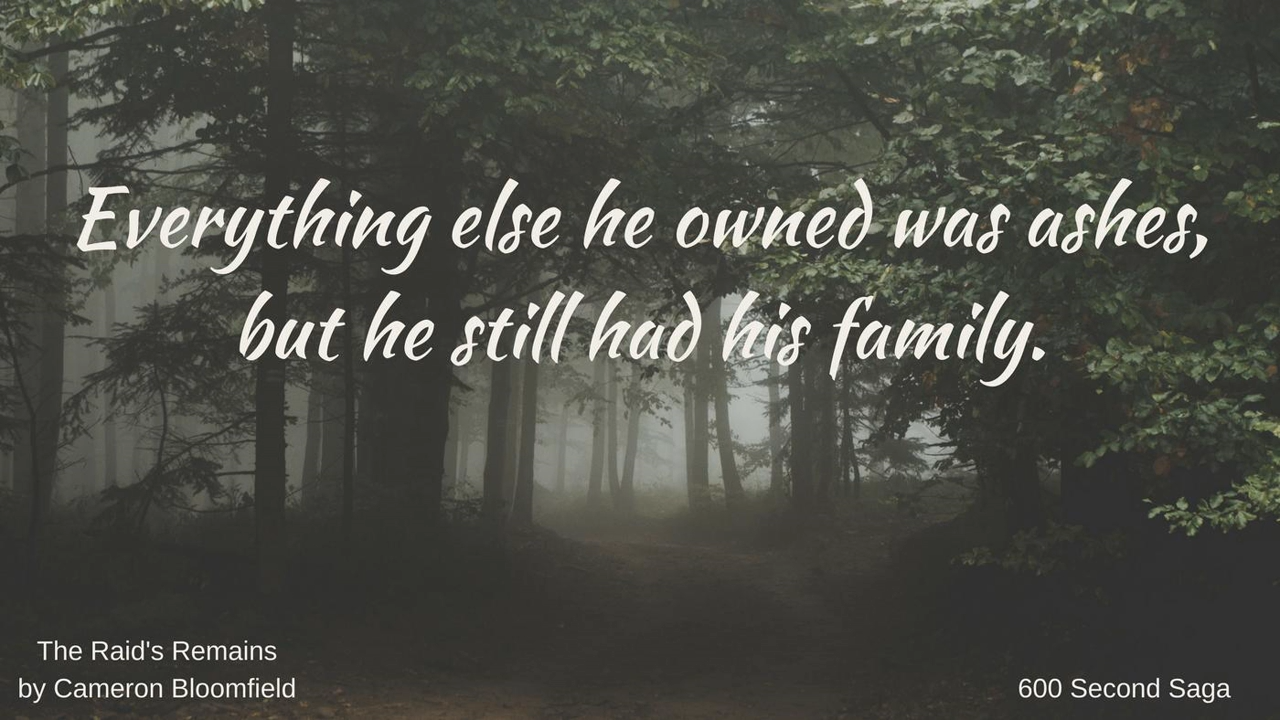 Everything else he owned was ashes,
but he still had his family.
The Raid's Remains
by Cameron Bloomfield
600 Second Saga